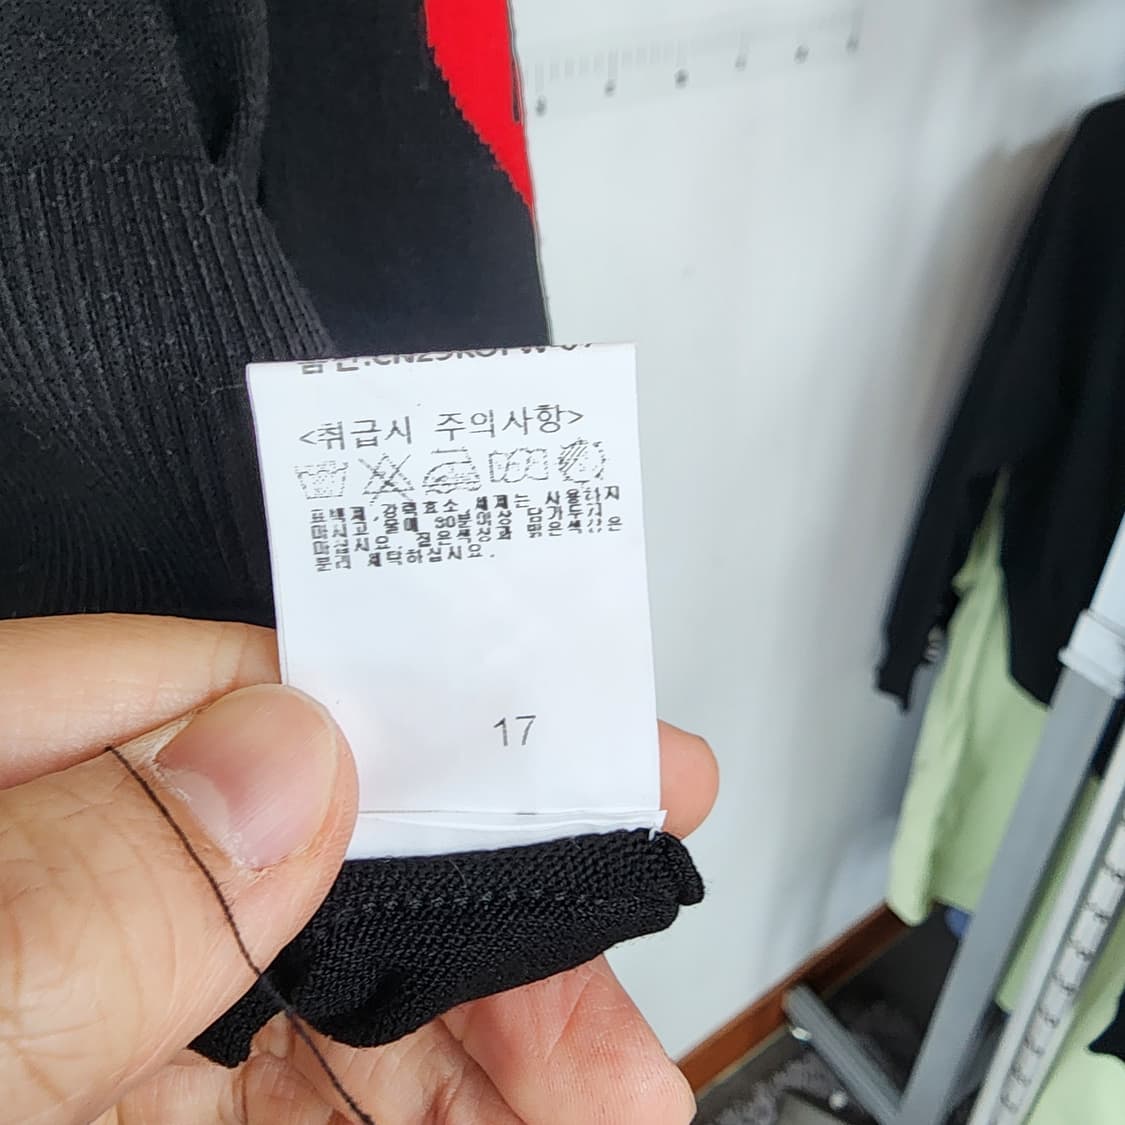 <취급시 주의사항>
표백제,강력효소 세제는 사용하지
마시고 물에 30분이상 담가두지
마십시요. 짙은색상과 밝은색상은
분리 세탁하십시요.
17